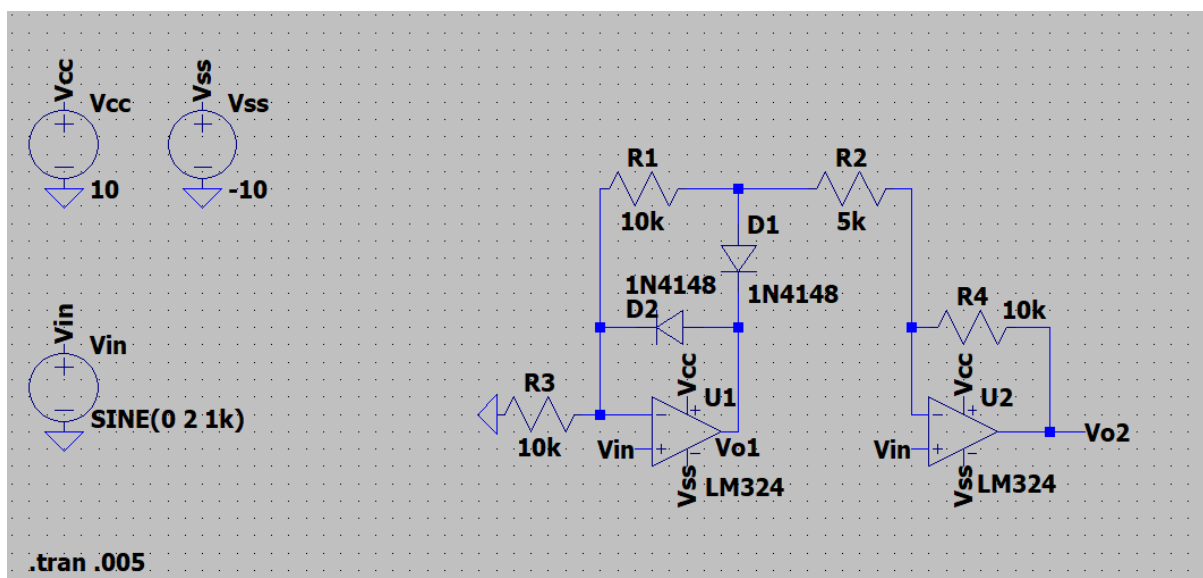 Vcc
Vcc
10
Vss
Vss
-10
Vin
Vin
SINE(0 2 1k)
.tran .005
R1
10k
R2
5k
D1
1N4148
1N4148
D2
R3
10k
Vcc
U1
Vin
Vo1
Vss
LM324
R4
10k
Vcc
U2
Vin
Vo2
Vss
LM324